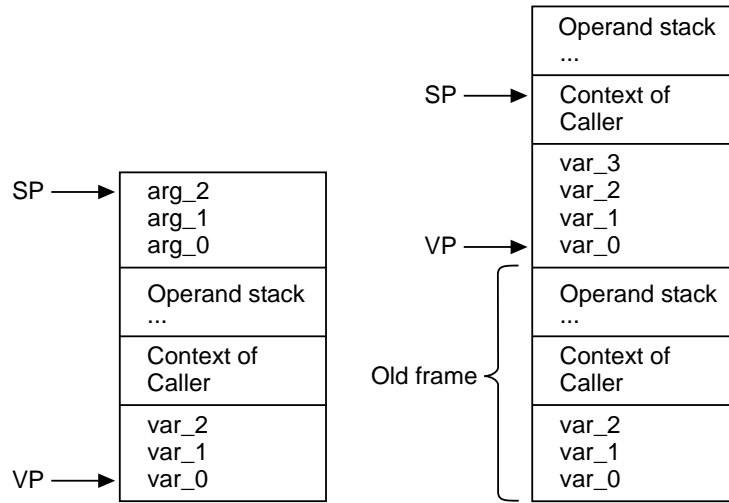 SP
arg_2
arg_1
arg_0
Operand stack
...
Context of
Caller
var_2
var_1
VP
var_0
Operand stack
...
SP
Context of
Caller
var_3
var_2
var_1
VP
var_0
Old frame
Operand stack
...
Context of
Caller
var_2
var_1
var_0